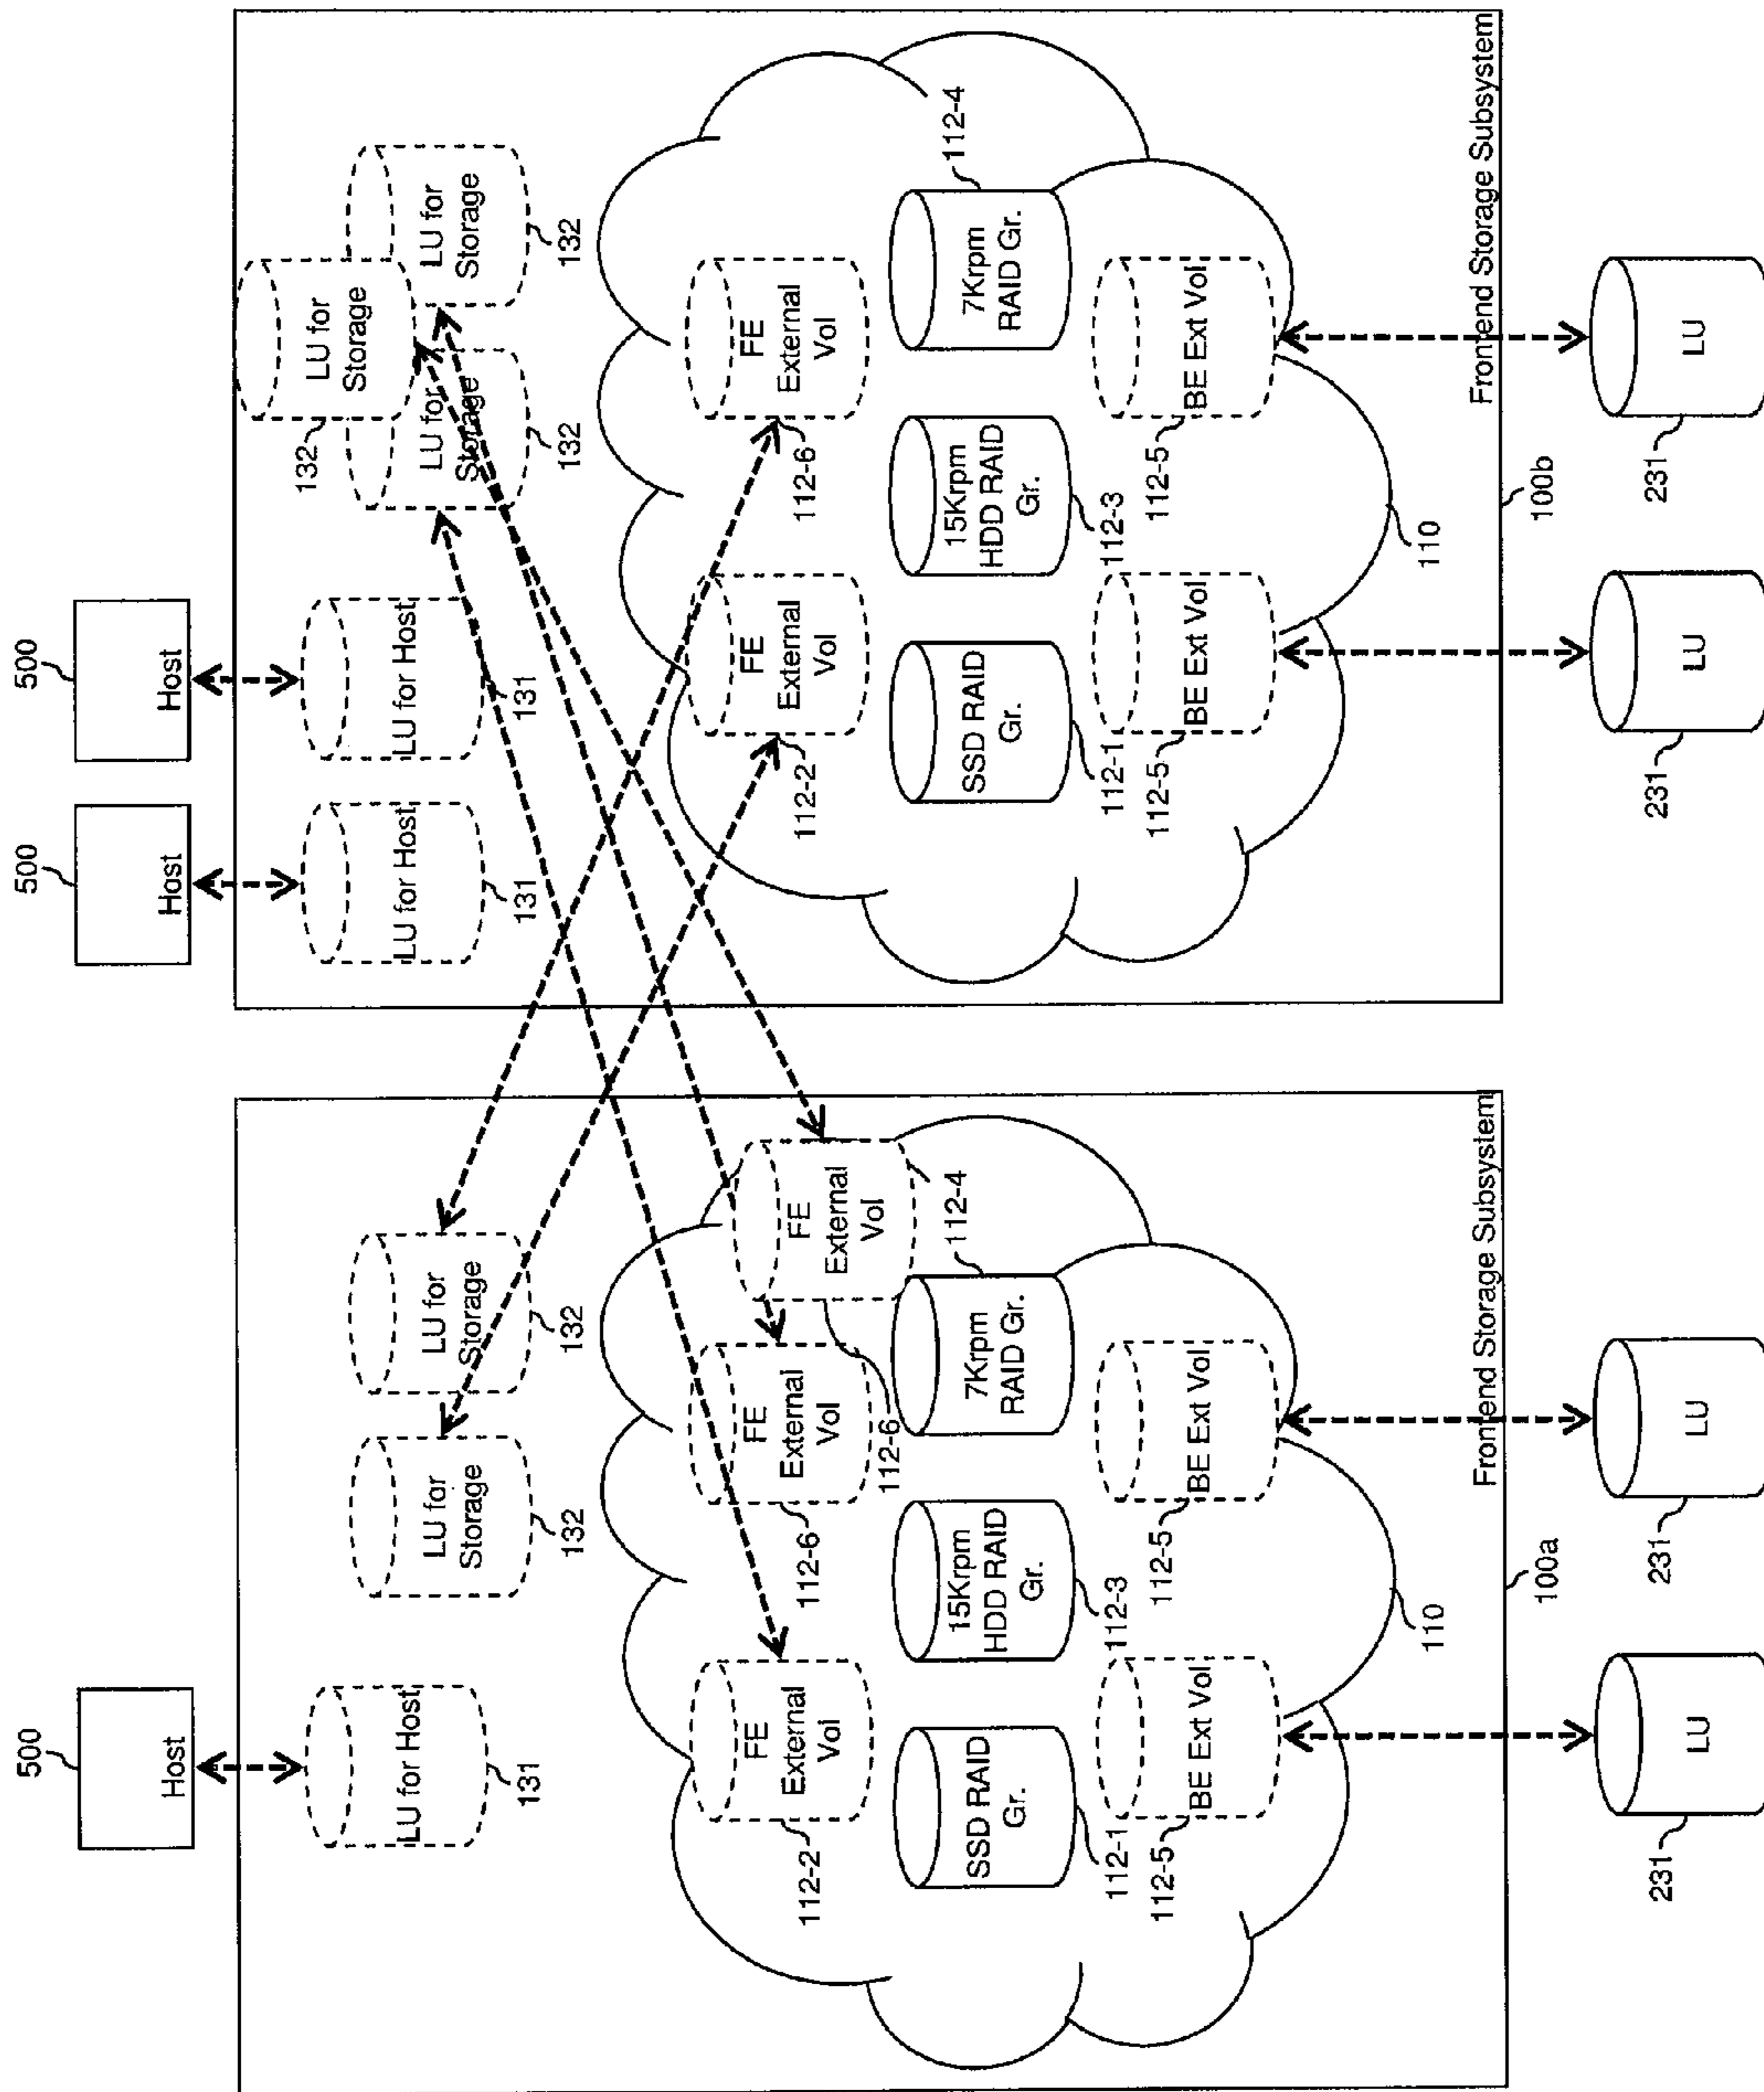 500
Host
LU for Host
131
LU for
Storage
132
LU for
Storage
132
FE
External
Vol
112-2
FE
External
Vol
112-6
FE
External
Vol
112-6
SSD RAID
Gr.
112-1
15Krpm
HDD RAID
Gr.
112-3
7Krpm
RAID Gr.
112-4
BE Ext Vol
112-5
BE Ext Vol
112-5
110
Frontend Storage Subsystem
100a
LU
231
LU
231
500
Host
500
Host
LU for Host
131
LU for Host
131
LU for
Storage
132
LU for
Storage
132
LU for
Storage
132
FE
External
Vol
112-2
FE
External
Vol
112-6
SSD RAID
Gr.
112-1
15Krpm
HDD RAID
Gr.
112-3
7Krpm
RAID Gr.
112-4
BE Ext Vol
112-5
BE Ext Vol
112-5
110
Frontend Storage Subsystem
100b
LU
231
LU
231